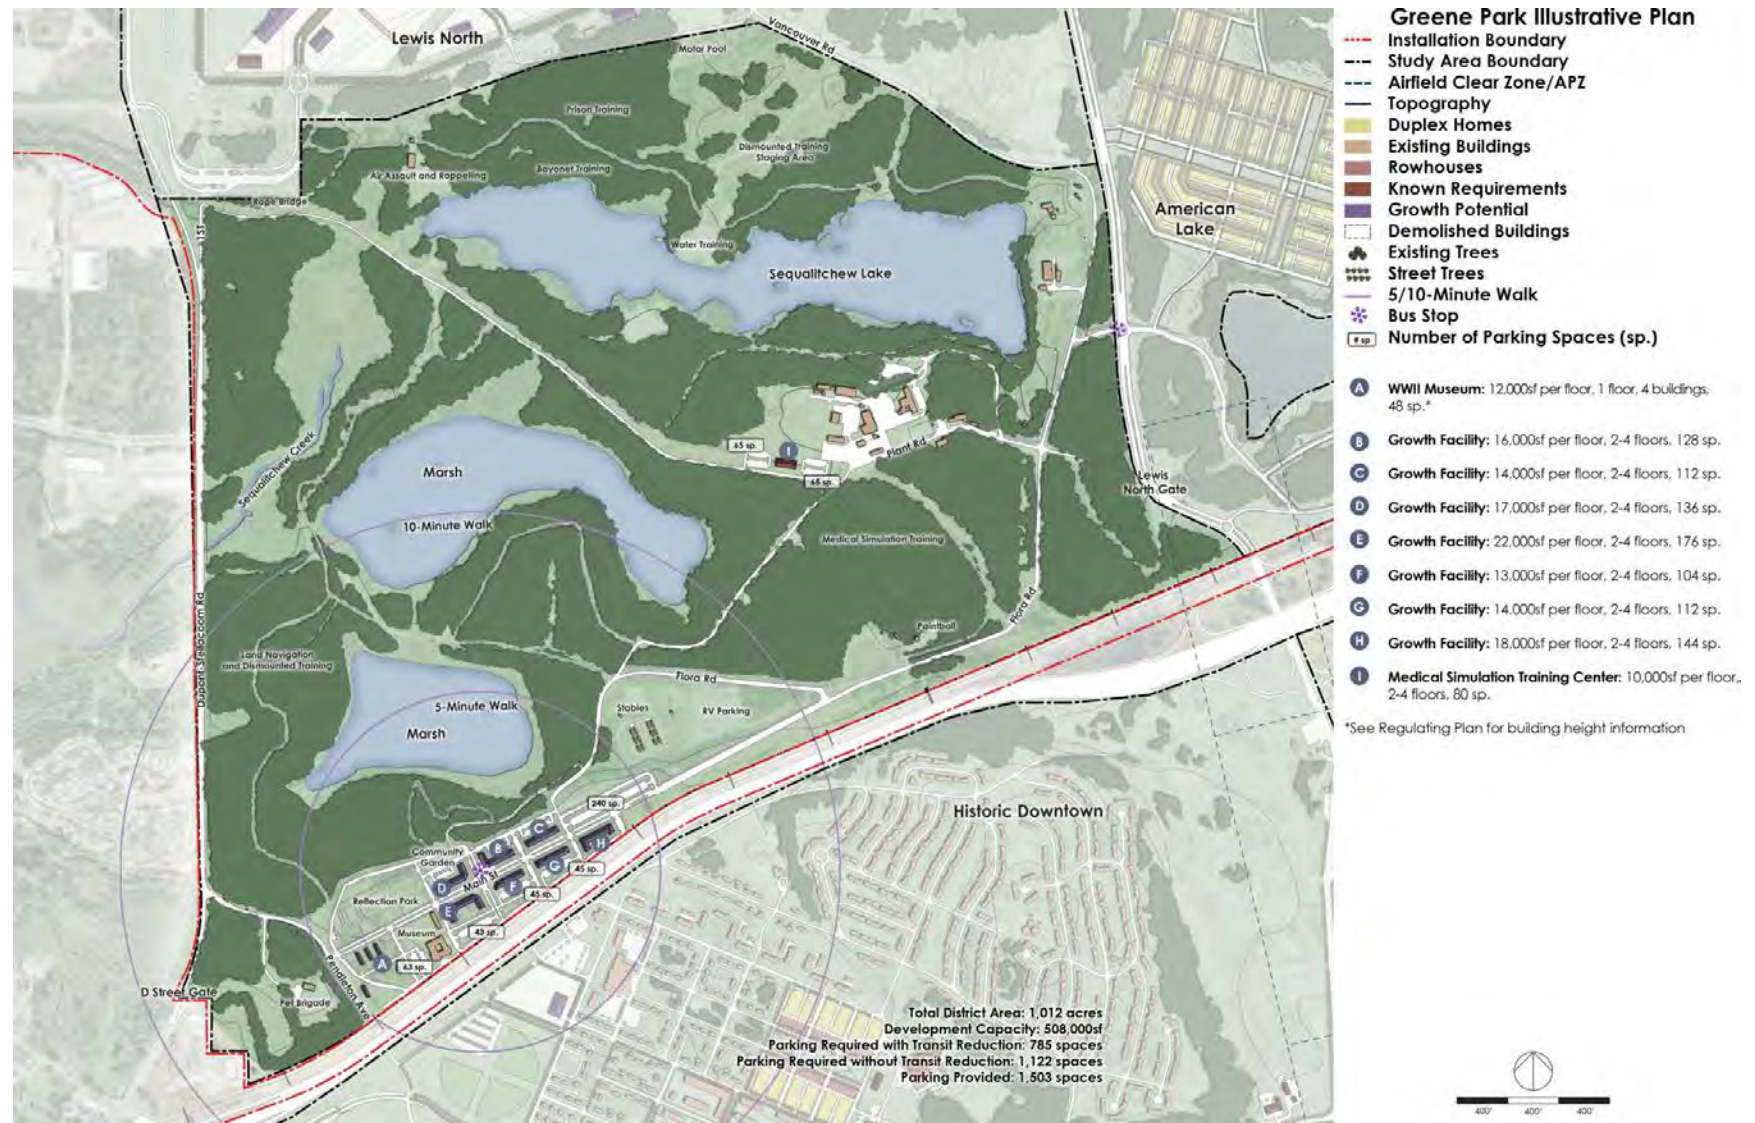 Greene Park Illustrative Plan
Installation Boundary
Study Area Boundary
Airfield Clear Zone/APZ
Topography
Duplex Homes
Existing Buildings
Rowhouses
Known Requirements
Growth Potential
Demolished Buildings
Existing Trees
Street Trees
5/10-Minute Walk
Bus Stop
# sp
Number of Parking Spaces (sp.)
A WWII Museum: 12,000sf per floor, 1 floor, 4 buildings,
48 sp.*
B Growth Facility: 16,000sf per floor, 2-4 floors, 128 sp.
C Growth Facility: 14,000sf per floor, 2-4 floors, 112 sp.
D Growth Facility: 17,000sf per floor, 2-4 floors, 136 sp.
E Growth Facility: 22,000sf per floor, 2-4 floors, 176 sp.
F Growth Facility: 13,000sf per floor, 2-4 floors, 104 sp.
G Growth Facility: 14,000sf per floor, 2-4 floors, 112 sp.
H Growth Facility: 18,000sf per floor, 2-4 floors, 144 sp.
I Medical Simulation Training Center: 10,000sf per floor,
2-4 floors, 80 sp.
*See Regulating Plan for building height information
Lewis North
Vancouver Rd
Motor Pool
Prison Training
Dismounted Training
Staging Area
Bayonet Training
Air Assault and Rappelling
Rope Bridge
1ST
American
Lake
Water Training
Sequalitchew Lake
Sequalitchew Creek
65 sp.
I
65 sp.
Plant Rd
Lewis
North Gate
Marsh
10-Minute Walk
Medical Simulation Training
Flora Rd
Paintball
Dupont Steilacoom Rd
Land Navigation
and Dismounted Training
Flora Rd
5-Minute Walk
Marsh
Stables
RV Parking
240 sp.
Historic Downtown
C
H
B
G
45 sp.
Community
Garden
D
Main St
F
45 sp.
E
Reflection Park
43 sp.
Museum
A
63 sp.
Pendleton Ave
D Street Gate
Pet Brigade
Total District Area: 1,012 acres
Development Capacity: 508,000sf
Parking Required with Transit Reduction: 785 spaces
Parking Required without Transit Reduction: 1,122 spaces
Parking Provided: 1,503 spaces
400' 400' 400'